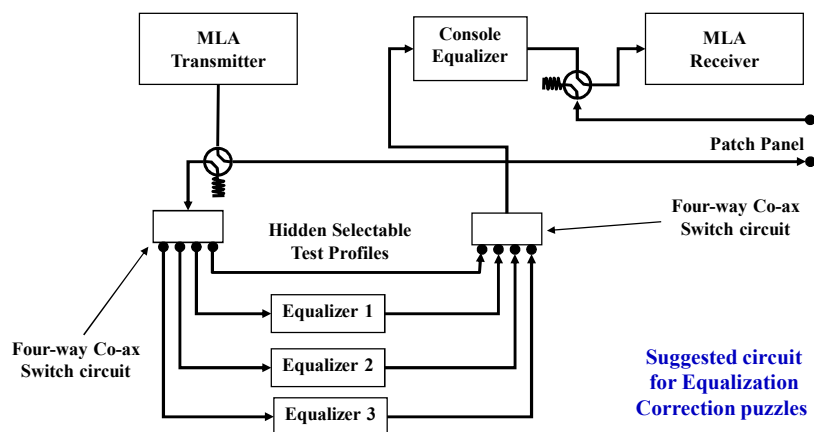 MLA
Transmitter
Console
Equalizer
MLA
Receiver
Patch Panel
Hidden Selectable
Test Profiles
Four-way Co-ax
Switch circuit
Equalizer 1
Four-way Co-ax
Switch circuit
Equalizer 2
Equalizer 3
Suggested circuit
for Equalization
Correction puzzles